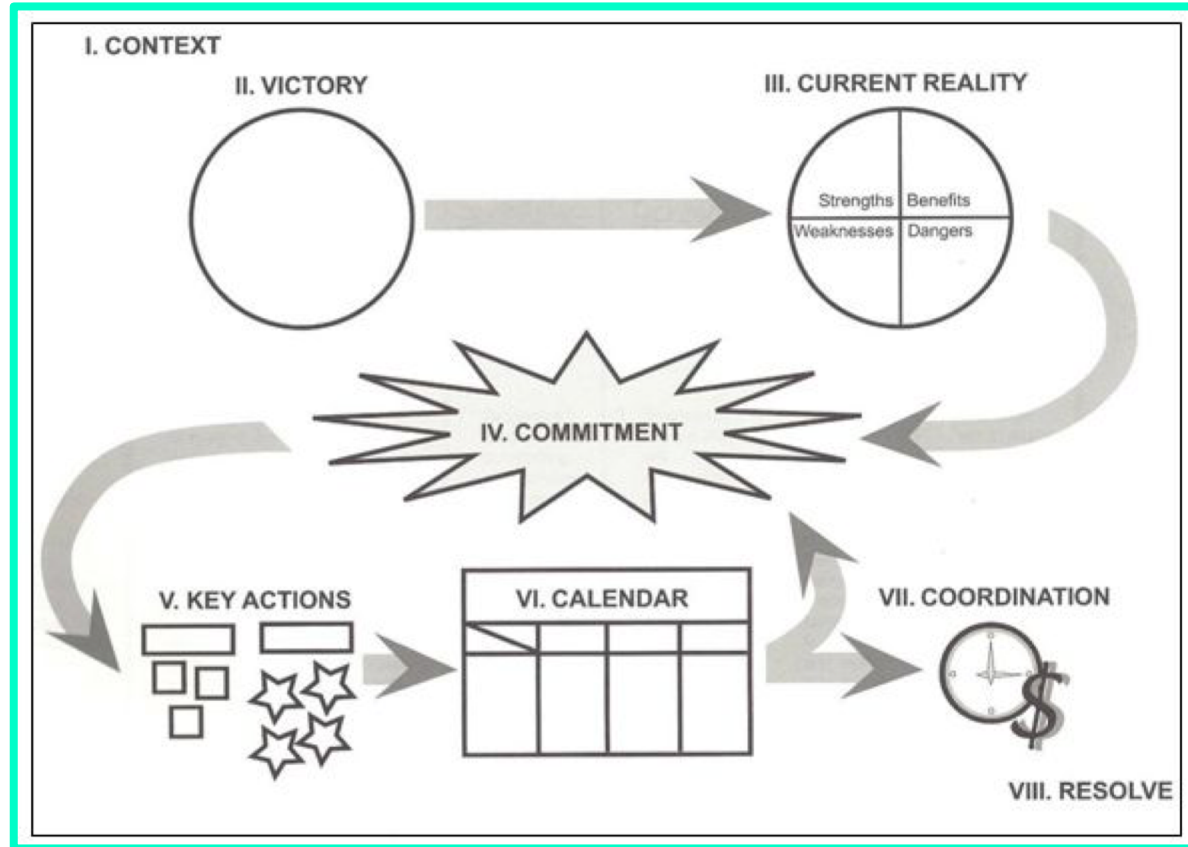 I. CONTEXT
II. VICTORY
III. CURRENT REALITY
Strengths
Benefits
Weaknesses
Dangers
IV. COMMITMENT
V. KEY ACTIONS
VI. CALENDAR
VII. COORDINATION
$
VIII. RESOLVE